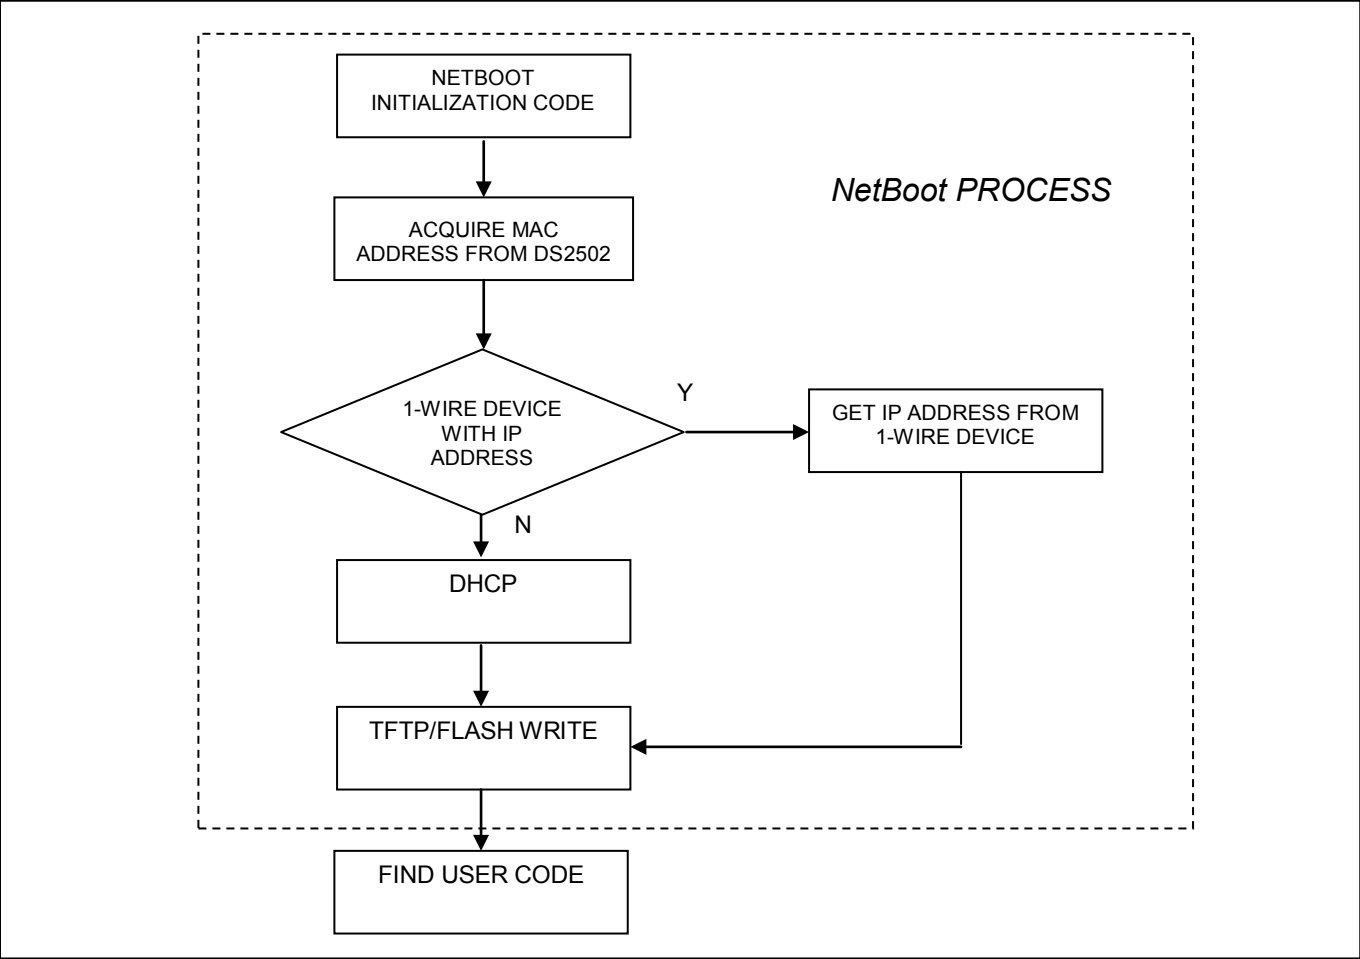 NETBOOT
INITIALIZATION CODE
NetBoot PROCESS
ACQUIRE MAC
ADDRESS FROM DS2502
1-WIRE DEVICE
WITH IP
ADDRESS
Y
GET IP ADDRESS FROM
1-WIRE DEVICE
N
DHCP
TFTP/FLASH WRITE
FIND USER CODE